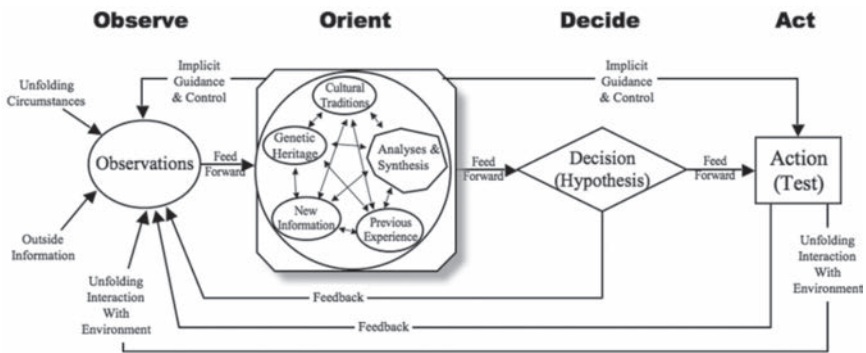 Observe
Orient
Decide
Act
Implicit
Guidance
& Control
Implicit
Guidance
& Control
Unfolding
Circumstances
Cultural
Traditions
Genetic
Heritage
Analyses &
Synthesis
New
Information
Previous
Experience
Observations
Feed
Forward
Feed
Forward
Decision
(Hypothesis)
Feed
Forward
Action
(Test)
Outside
Information
Unfolding
Interaction
With
Environment
Feedback
Feedback
Unfolding
Interaction
With
Environment